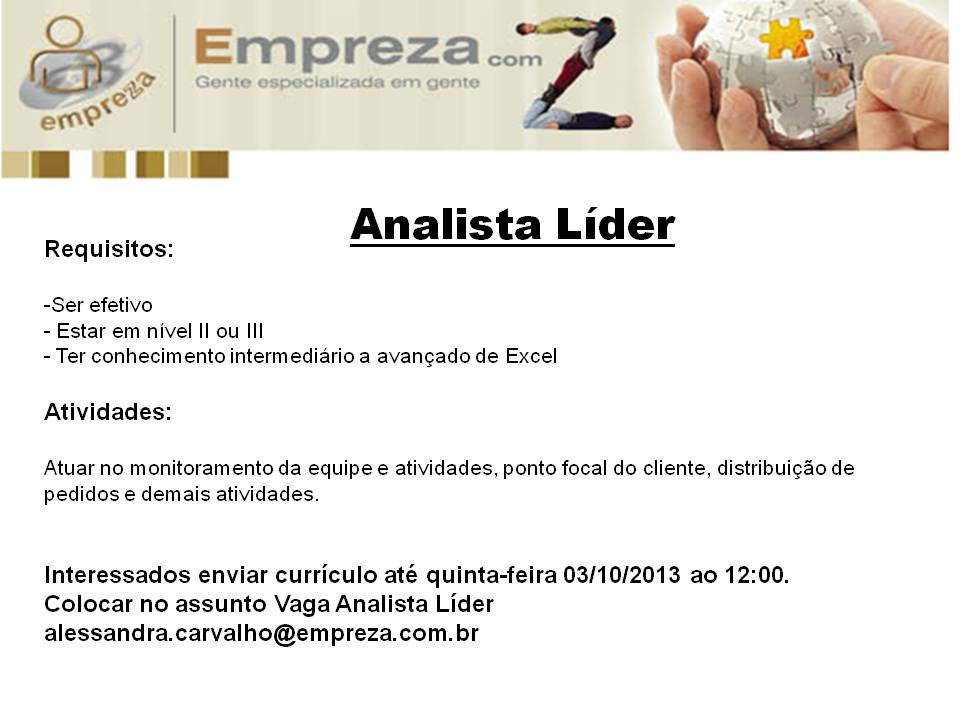 empreza
Empreza com Z
Gente especializada em gente
Analista Líder
Requisitos:
-Ser efetivo
- Estar em nível II ou III
- Ter conhecimento intermediário a avançado de Excel
Atividades:
Atuar no monitoramento da equipe e atividades, ponto focal do cliente, distribuição de
pedidos e demais atividades.
Interessados enviar currículo até quinta-feira 03/10/2013 ao 12:00.
Colocar no assunto Vaga Analista Líder
alessandra.carvalho@empreza.com.br